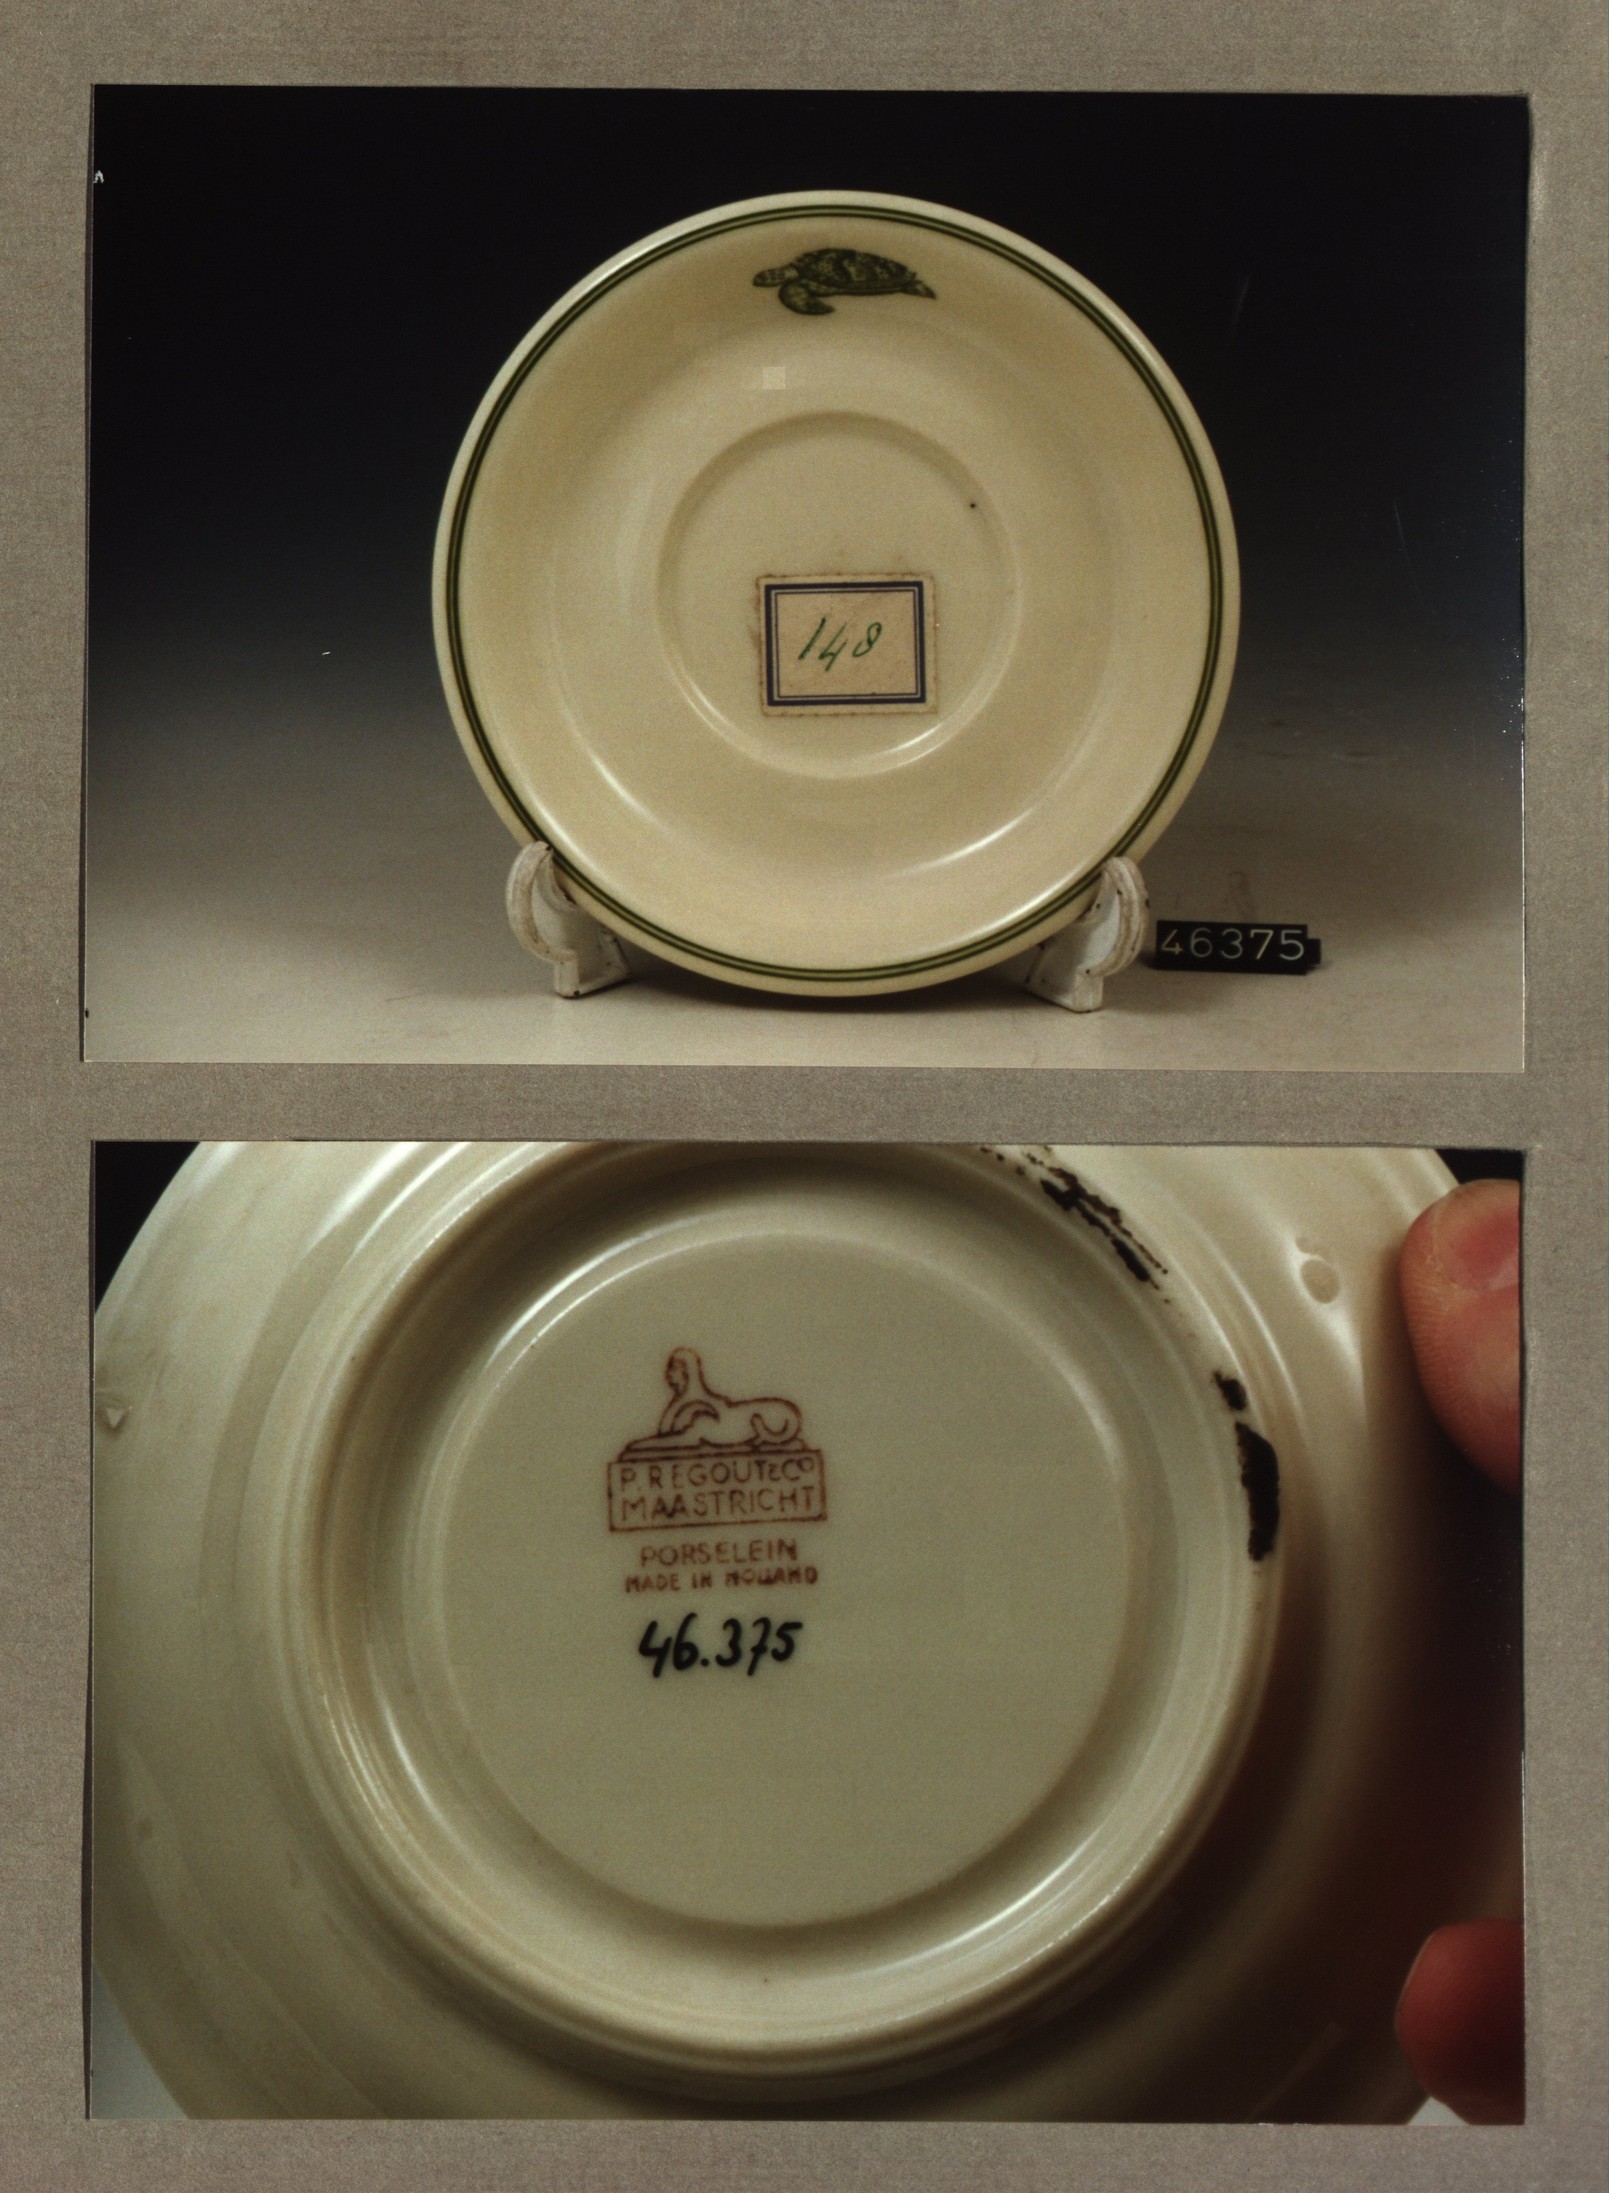 148
46375
P. REGOUT & CO
MAASTRICHT
PORSELEIN
MADE IN HOLLAND
46.375